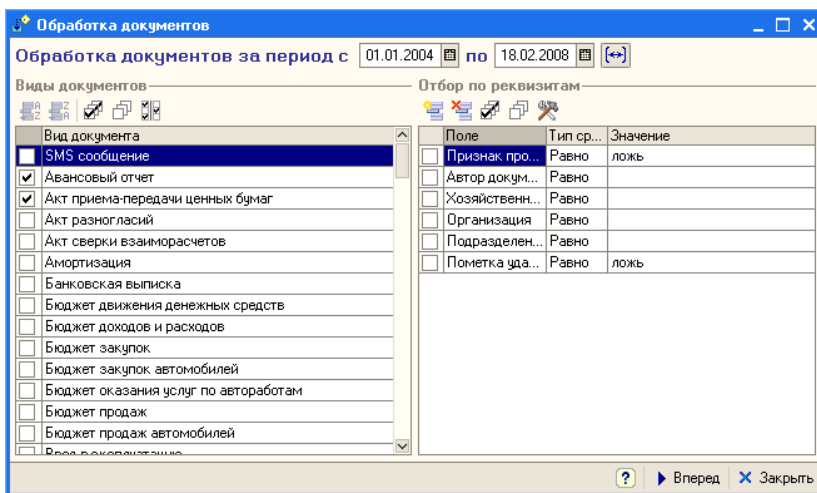 Обработка документов
Обработка документов за период с 01.01.2004 по 18.02.2008
Виды документов
Отбор по реквизитам
Вид документа
Поле Тип ср... Значение
SMS сообщение
Признак про... Равно ложь
Авансовый отчет
Автор докум... Равно
Акт приема-передачи ценных бумаг
Хозяйственн... Равно
Акт разногласий
Организация Равно
Акт сверки взаиморасчетов
Подразделен... Равно
Амортизация
Пометка уда... Равно ложь
Банковская выписка
Бюджет движения денежных средств
Бюджет доходов и расходов
Бюджет закупок
Бюджет закупок автомобилей
Бюджет оказания услуг по автоработам
Бюджет продаж
Бюджет продаж автомобилей
? Вперед Закрыть